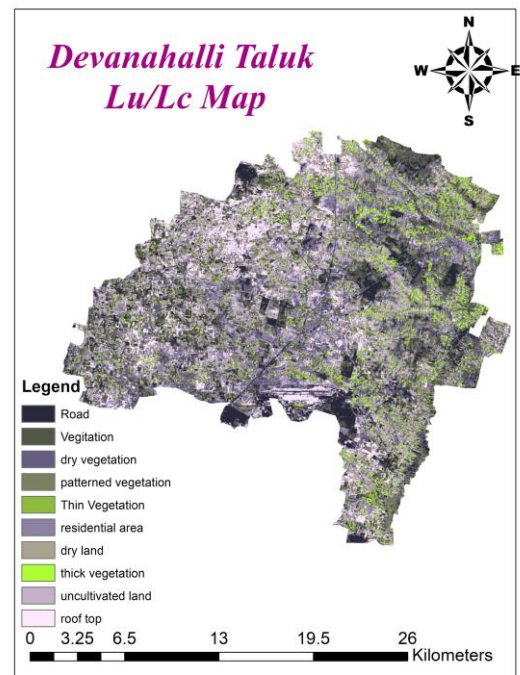 Devanahalli Taluk
Lu/Lc Map
N
W E
S
Legend
Road
Vegitation
dry vegetation
patterned vegetation
Thin Vegetation
residential area
dry land
thick vegetation
uncultivated land
roof top
0 3.25 6.5 13 19.5 26
Kilometers